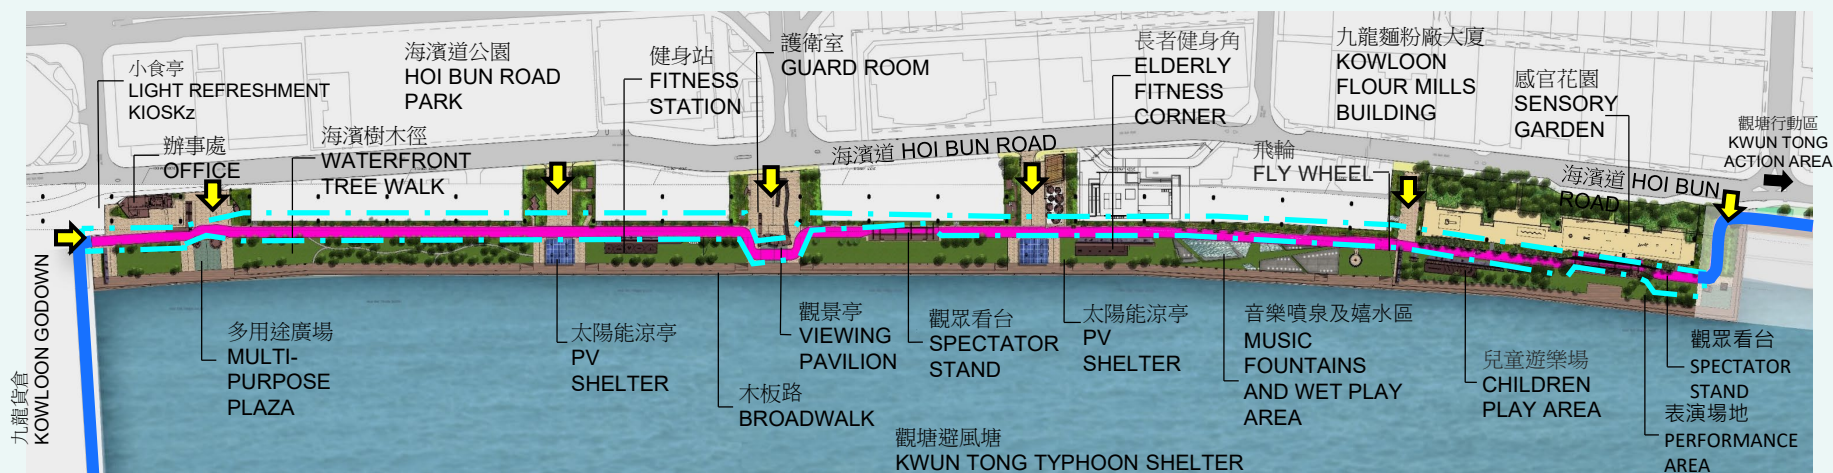 小食亭
LIGHT REFRESHMENT
KIOSKz
辦事處
OFFICE
海濱道公園
HOI BUN ROAD
PARK
海濱樹木徑
WATERFRONT
TREE WALK
健身站
FITNESS
STATION
護衛室
GUARD ROOM
海濱道 HOI BUN ROAD
長者健身角
ELDERLY
FITNESS
CORNER
飛輪
FLY WHEEL
九龍麵粉廠大廈
KOWLOON
FLOUR MILLS
BUILDING
感官花園
SENSORY
GARDEN
海濱道 HOI BUN
ROAD
觀塘行動區
KWUN TONG
ACTION AREA
九龍貨倉
KOWLOON GODOWN
多用途廣場
MULTI-
PURPOSE
PLAZA
太陽能涼亭
PV
SHELTER
木板路
BROADWALK
觀景亭
VIEWING
PAVILION
觀眾看台
SPECTATOR
STAND
太陽能涼亭
PV
SHELTER
音樂噴泉及嬉水區
MUSIC
FOUNTAINS
AND WET PLAY
AREA
兒童遊樂場
CHILDREN
PLAY AREA
觀眾看台
SPECTATOR
STAND
表演場地
PERFORMANCE
AREA
觀塘避風塘
KWUN TONG TYPHOON SHELTER